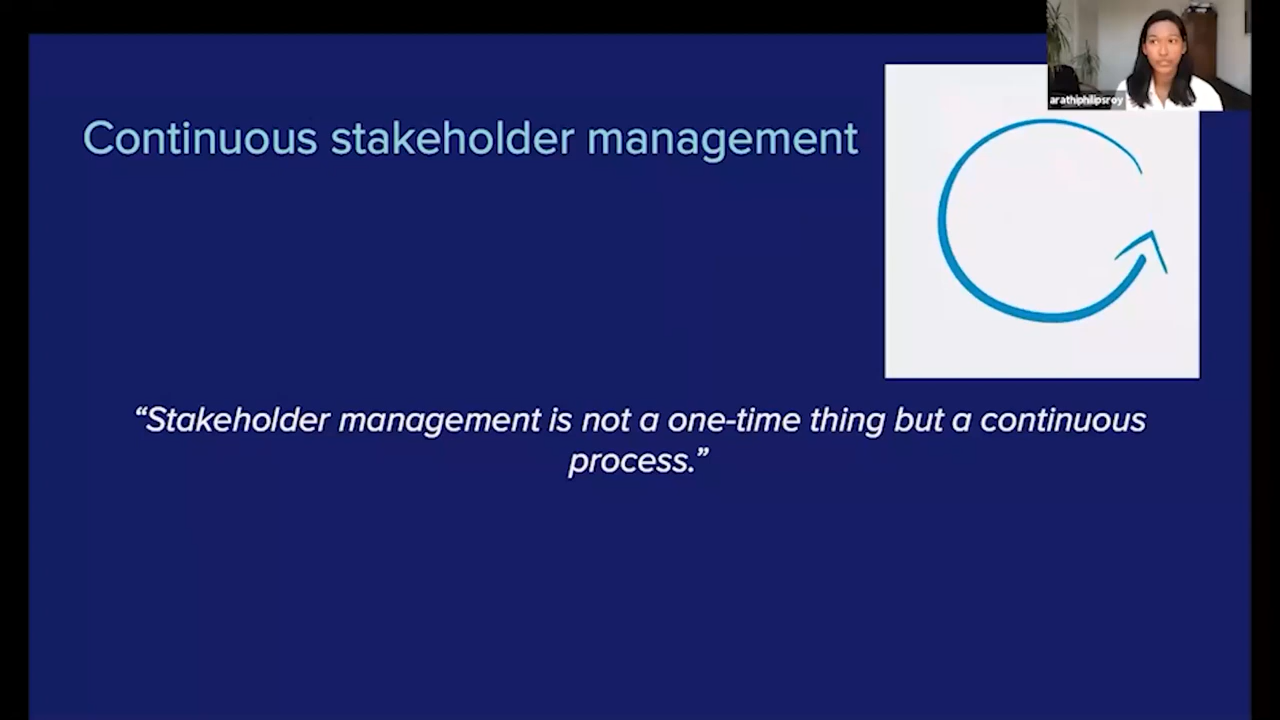 arathiphilipsroy
Continuous stakeholder management
“Stakeholder management is not a one-time thing but a continuous
process.”